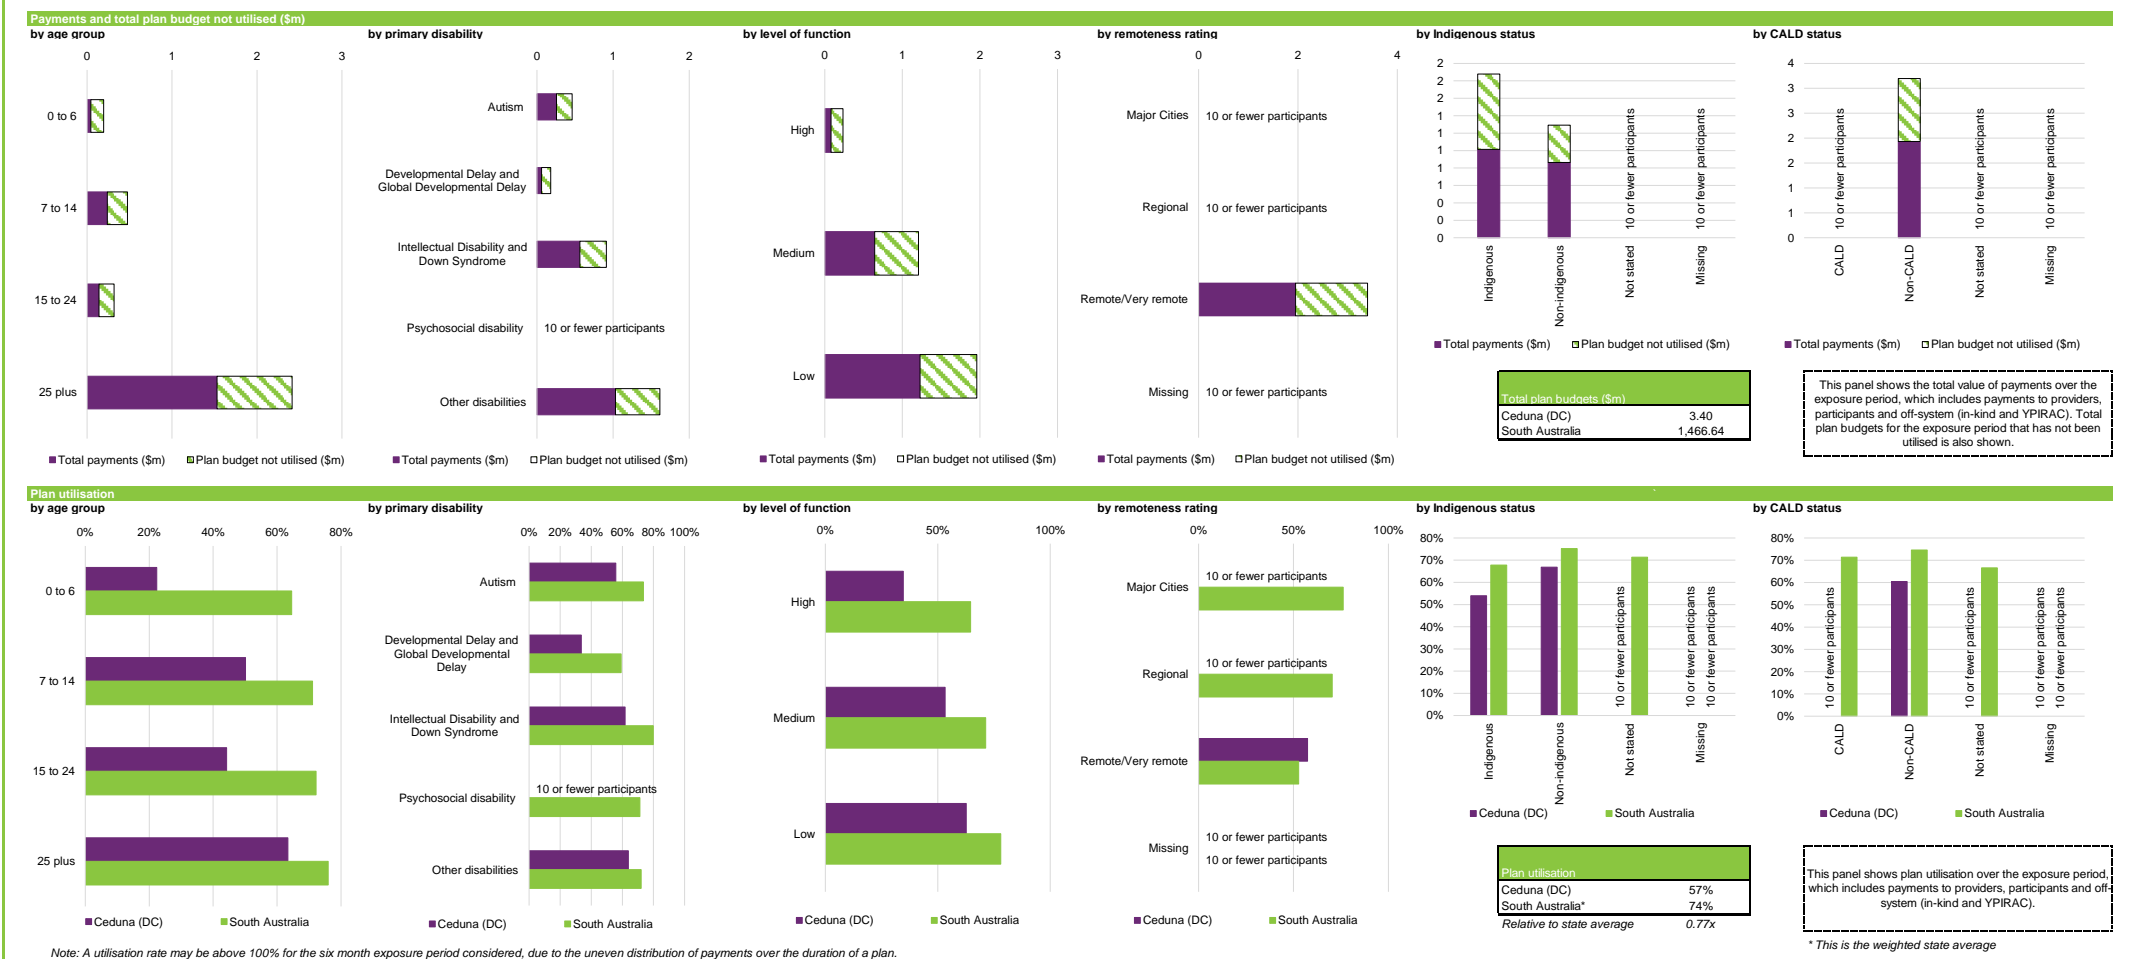 Payments and total plan budget not utilised ($m)
by age group
0 1 2 3
0 to 6
7 to 14
15 to 24
25 plus
Total payments ($m) Plan budget not utilised ($m)
by primary disability
0 1 2
Autism
Developmental Delay and
Global Developmental Delay
Intellectual Disability and
Down Syndrome
Psychosocial disability 10 or fewer participants
Other disabilities
Total payments ($m) Plan budget not utilised ($m)
by level of function
0 1 2 3
High
Medium
Low
Total payments ($m) Plan budget not utilised ($m)
by remoteness rating
0 2 4
Major Cities 10 or fewer participants
Regional 10 or fewer participants
Remote/Very remote
Missing 10 or fewer participants
Total payments ($m) Plan budget not utilised ($m)
by Indigenous status
2
2
2
1
1
1
1
1
0
0
0
10 or fewer participants
10 or fewer participants
Indigenous
Non-indigenous
Not stated
Missing
Total payments ($m) Plan budget not utilised ($m)
Total plan budgets ($m)
Ceduna (DC) 3.40
South Australia 1,466.64
by CALD status
4
3
3
2
2
1
1
0
10 or fewer participants
10 or fewer participants
10 or fewer participants
CALD
Non-CALD
Not stated
Missing
Total payments ($m) Plan budget not utilised ($m)
This panel shows the total value of payments over the
exposure period, which includes payments to providers,
participants and off-system (in-kind and YPIRAC). Total
plan budgets for the exposure period that has not been
utilised is also shown.
Plan utilisation
by age group
0% 20% 40% 60% 80%
0 to 6
7 to 14
15 to 24
25 plus
Ceduna (DC) South Australia
by primary disability
0% 20% 40% 60% 80% 100%
Autism
Developmental Delay and
Global Developmental
Delay
Intellectual Disability and
Down Syndrome
Psychosocial disability 10 or fewer participants
Other disabilities
Ceduna (DC) South Australia
by level of function
0% 50% 100%
High
Medium
Low
Ceduna (DC) South Australia
by remoteness rating
0% 50% 100%
Major Cities 10 or fewer participants
Regional 10 or fewer participants
Remote/Very remote
Missing 10 or fewer participants
10 or fewer participants
Ceduna (DC) South Australia
by Indigenous status
80%
70%
60%
50%
40%
30%
20%
10%
0%
10 or fewer participants
10 or fewer participants
10 or fewer participants
Indigenous
Non-indigenous
Not stated
Missing
Ceduna (DC) South Australia
Plan utilisation
Ceduna (DC) 57%
South Australia* 74%
Relative to state average 0.77x
by CALD status
80%
70%
60%
50%
40%
30%
20%
10%
0%
10 or fewer participants
10 or fewer participants
10 or fewer participants
10 or fewer participants
CALD
Non-CALD
Not stated
Missing
Ceduna (DC) South Australia
This panel shows plan utilisation over the exposure period,
which includes payments to providers, participants and off-
system (in-kind and YPIRAC).
* This is the weighted state average
Note: A utilisation rate may be above 100% for the six month exposure period considered, due to the uneven distribution of payments over the duration of a plan.